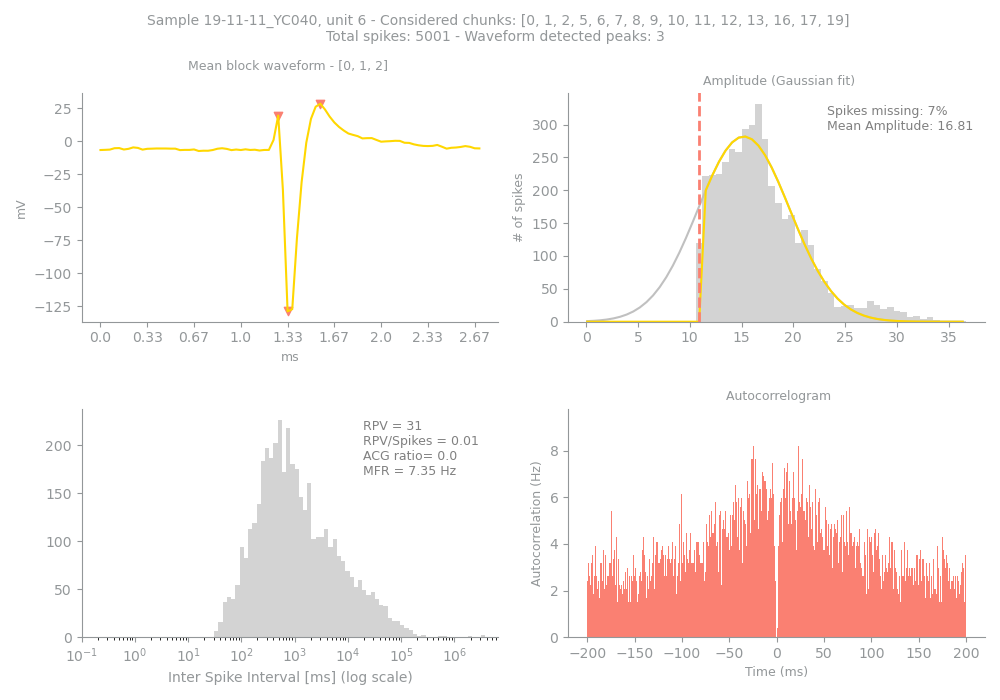 Sample 19-11-11_YC040, unit 6 - Considered chunks: [0, 1, 2, 5, 6, 7, 8, 9, 10, 11, 12, 13, 16, 17, 19]
Total spikes: 5001 - Waveform detected peaks: 3
Mean block waveform - [0, 1, 2]
25
0
−25
−50
−75
−100
−125
mV
0.0 0.33 0.67 1.0 1.33 1.67 2.0 2.33 2.67
ms
Amplitude (Gaussian fit)
Spikes missing: 7%
Mean Amplitude: 16.81
300
250
200
150
100
50
0
# of spikes
0 5 10 15 20 25 30 35
RPV = 31
RPV/Spikes = 0.01
ACG ratio= 0.0
MFR = 7.35 Hz
200
150
100
50
0
10⁻¹ 10⁰ 10¹ 10² 10³ 10⁴ 10⁵ 10⁶
Inter Spike Interval [ms] (log scale)
Autocorrelogram
8
6
4
2
0
Autocorrelation (Hz)
−200 −150 −100 −50 0 50 100 150 200
Time (ms)